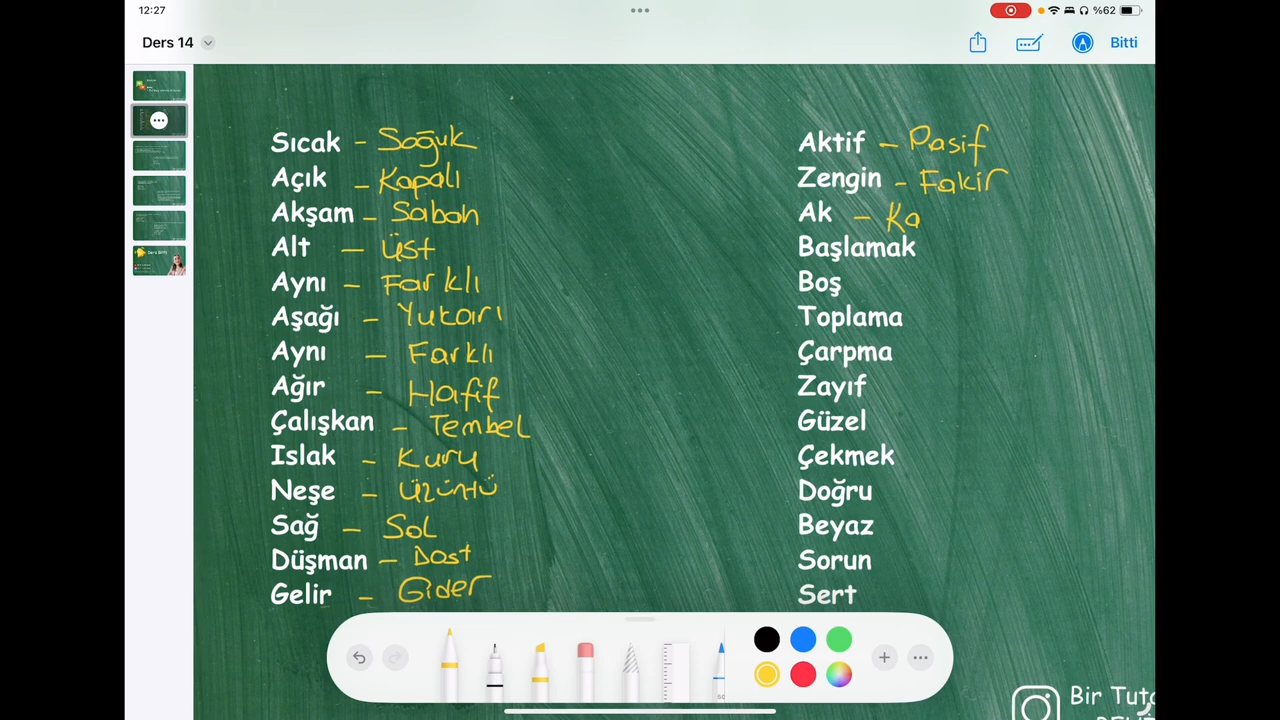 12:27
%62
Ders 14
Bitti
Sıcak - Soğuk
Açık - Kapalı
Akşam - Sabah
Alt - Üst
Aynı - Farklı
Aşağı - Yukarı
Aynı - Farklı
Ağır - Hafif
Çalışkan - Tembel
Islak - Kuru
Neşe - Üzüntü
Sağ - Sol
Düşman - Dost
Gelir - Gider
Aktif - Pasif
Zengin - Fakir
Ak - Ka
Başlamak
Boş
Toplama
Çarpma
Zayıf
Güzel
Çekmek
Doğru
Beyaz
Sorun
Sert
Bir Tut